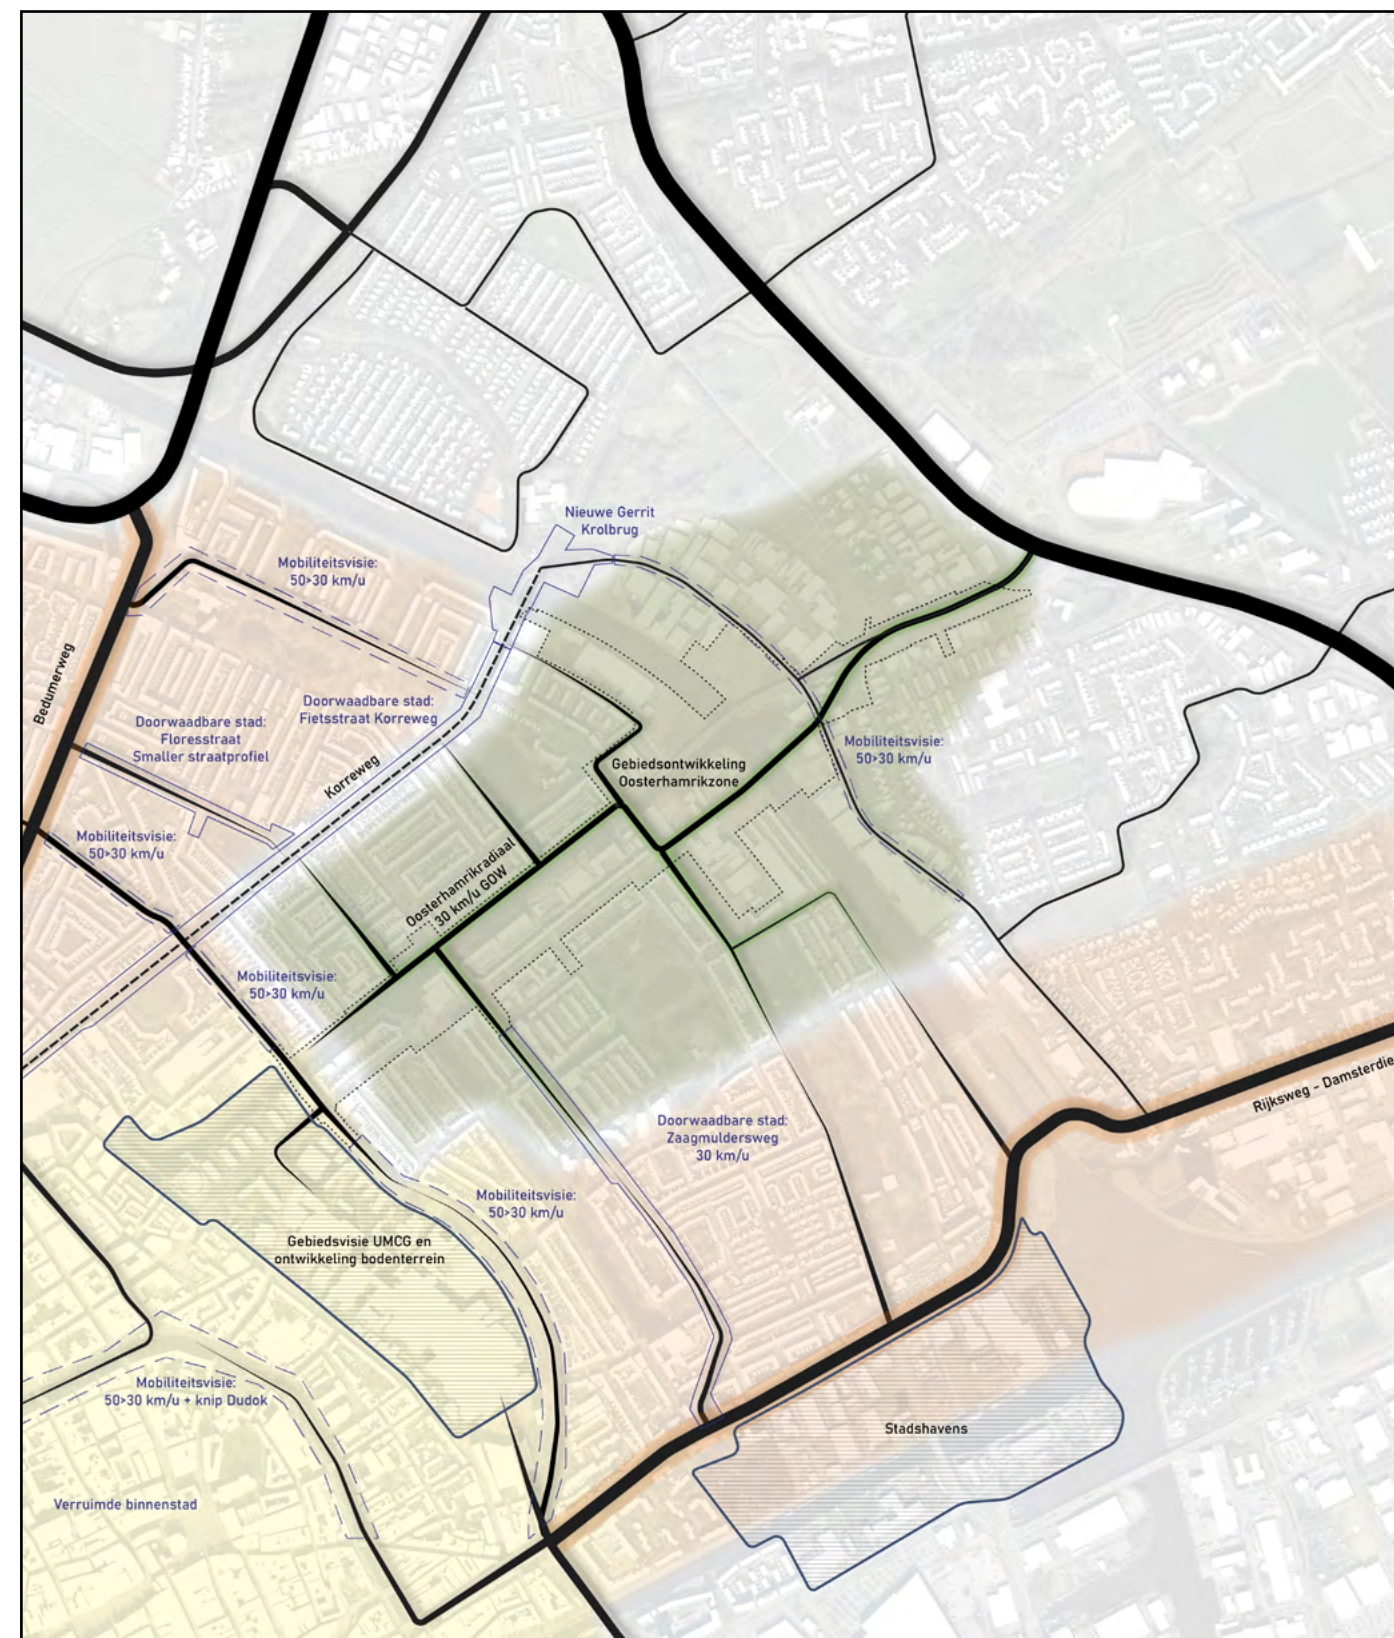 Nieuwe Gerrit
Krolbrug
Mobiliteitsvisie:
50>30 km/u
Bedumerweg
Doorwaadbare stad:
Fietsstraat Korreweg
Doorwaadbare stad:
Floresstraat
Smaller straatprofiel
Korreweg
Gebiedsontwikkeling
Oosterhamrikzone
Mobiliteitsvisie:
50>30 km/u
Mobiliteitsvisie:
50>30 km/u
Oosterhamrikradiaal
30 km/u GOW
Mobiliteitsvisie:
50>30 km/u
Rijksweg - Damsterdie
Doorwaadbare stad:
Zaagmuldersweg
30 km/u
Mobiliteitsvisie:
50>30 km/u
Gebiedsvisie UMCG en
ontwikkeling bodenterrein
Mobiliteitsvisie:
50>30 km/u + knip Dudok
Stadshavens
Verruimde binnenstad